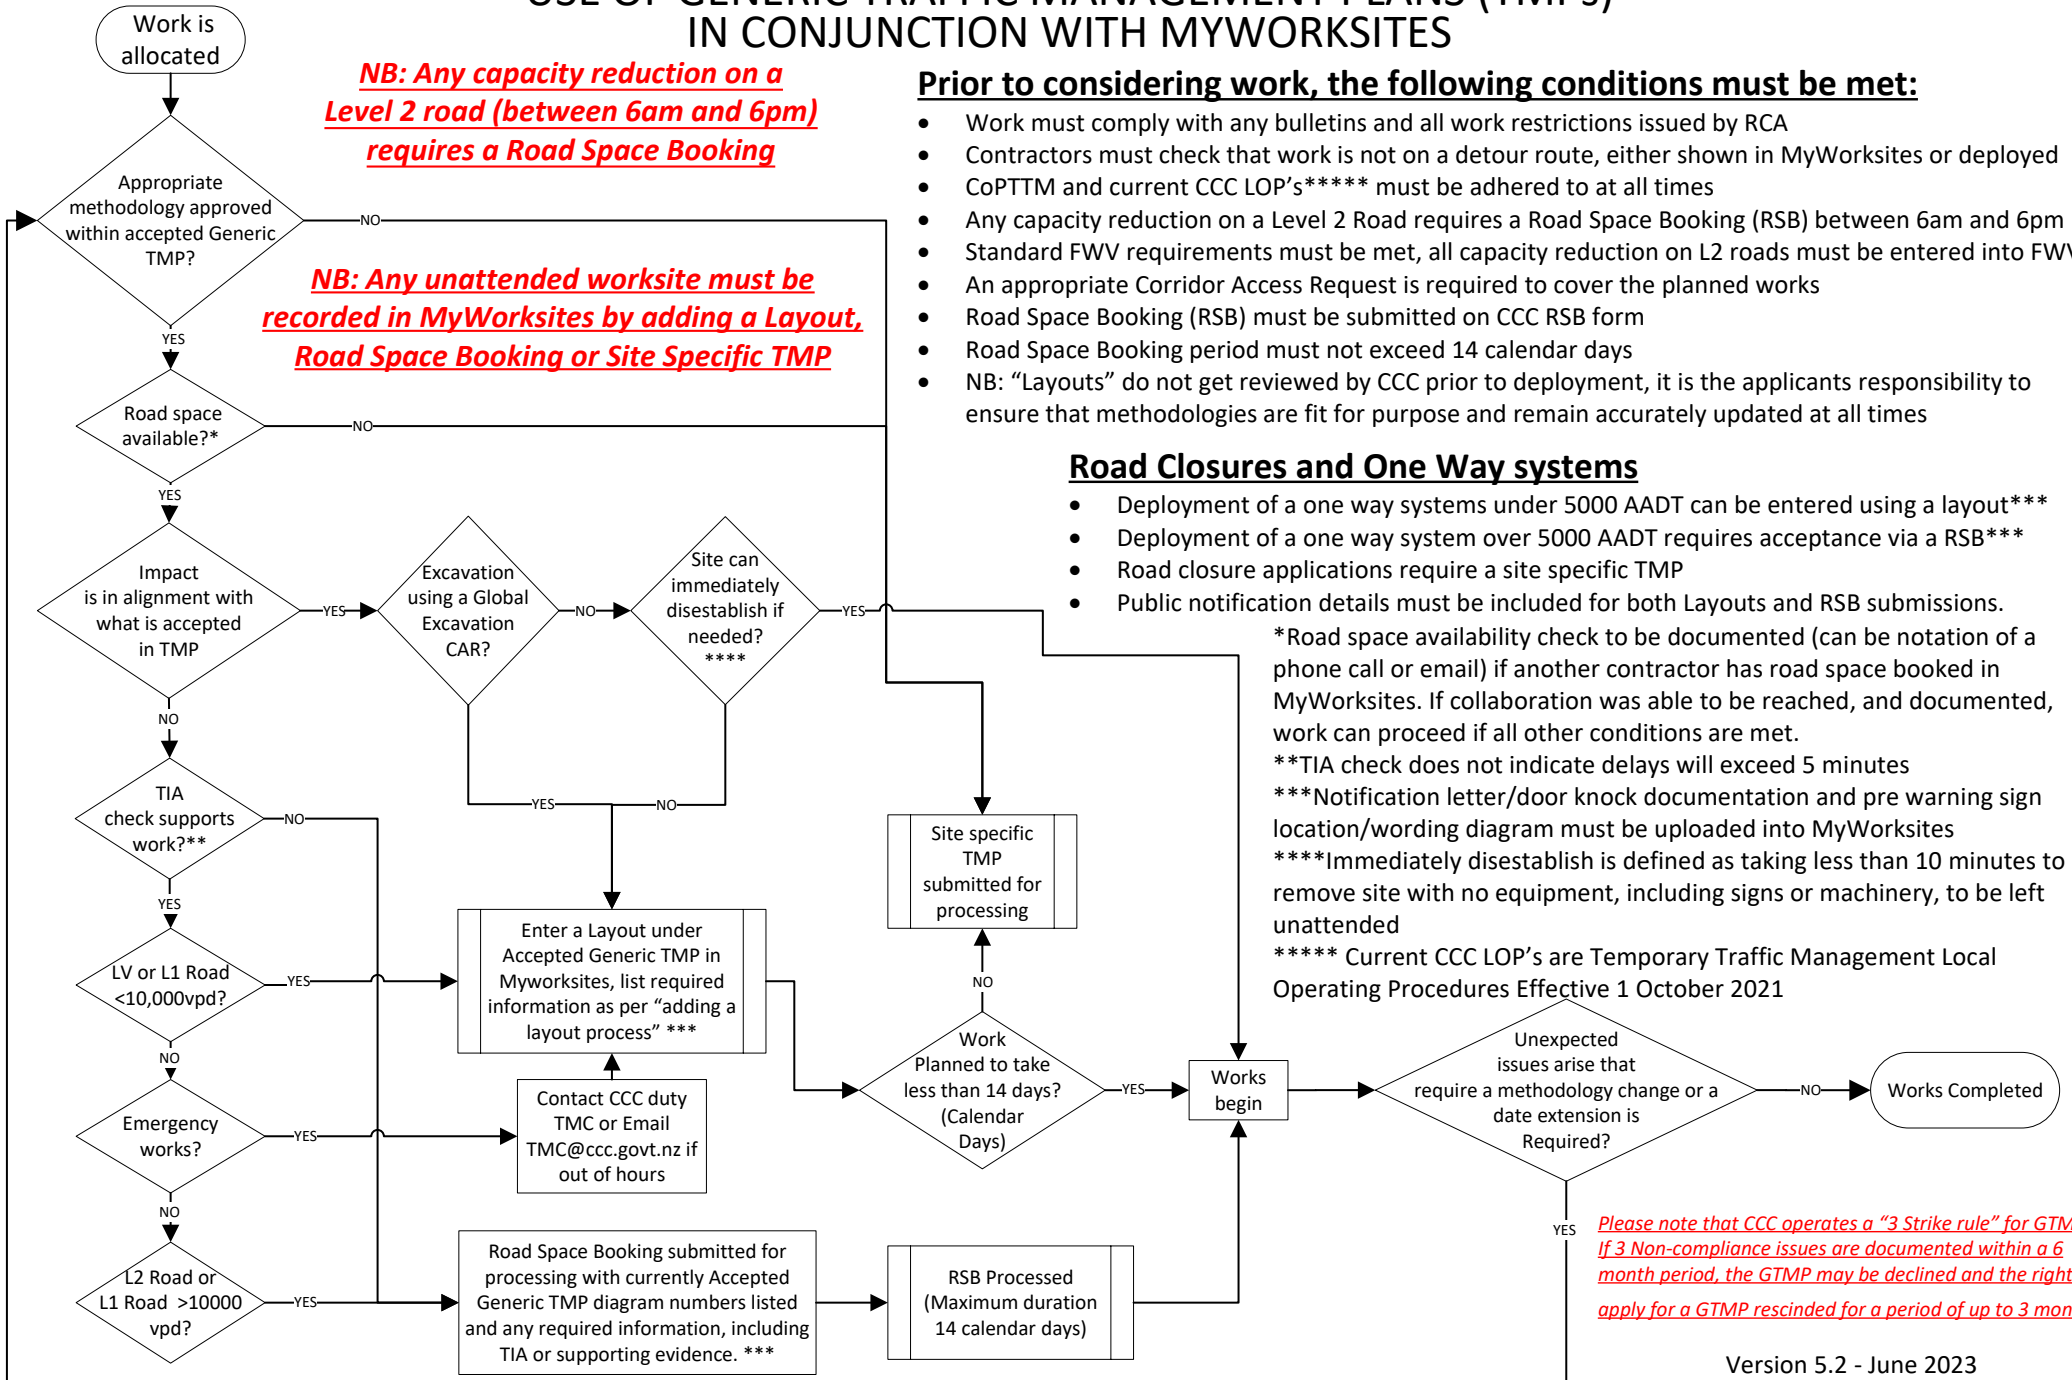 USE OF GENERIC TRAFFIC MANAGEMENT PLANS (TMPs)
IN CONJUNCTION WITH MYWORKSITES
Work is
allocated
NB: Any capacity reduction on a
Level 2 road (between 6am and 6pm)
requires a Road Space Booking
Prior to considering work, the following conditions must be met:
• Work must comply with any bulletins and all work restrictions issued by RCA
• Contractors must check that work is not on a detour route, either shown in MyWorksites or deployed
• CoPTTM and current CCC LOP's***** must be adhered to at all times
• Any capacity reduction on a Level 2 Road requires a Road Space Booking (RSB) between 6am and 6pm
• Standard FWV requirements must be met, all capacity reduction on L2 roads must be entered into FWV
• An appropriate Corridor Access Request is required to cover the planned works
• Road Space Booking (RSB) must be submitted on CCC RSB form
• Road Space Booking period must not exceed 14 calendar days
• NB: “Layouts” do not get reviewed by CCC prior to deployment, it is the applicants responsibility to
ensure that methodologies are fit for purpose and remain accurately updated at all times
Appropriate
methodology approved
within accepted Generic
TMP?
NO
YES
NB: Any unattended worksite must be
recorded in MyWorksites by adding a Layout,
Road Space Booking or Site Specific TMP
Road space
available?*
NO
YES
Road Closures and One Way systems
• Deployment of a one way systems under 5000 AADT can be entered using a layout***
• Deployment of a one way system over 5000 AADT requires acceptance via a RSB***
• Road closure applications require a site specific TMP
• Public notification details must be included for both Layouts and RSB submissions.
Impact
is in alignment with
what is accepted
in TMP
YES
NO
Excavation
using a Global
Excavation
CAR?
NO
YES
Site can
immediately
disestablish if
needed?
****
YES
NO
*Road space availability check to be documented (can be notation of a
phone call or email) if another contractor has road space booked in
MyWorksites. If collaboration was able to be reached, and documented,
work can proceed if all other conditions are met.
**TIA check does not indicate delays will exceed 5 minutes
***Notification letter/door knock documentation and pre warning sign
location/wording diagram must be uploaded into MyWorksites
****Immediately disestablish is defined as taking less than 10 minutes to
remove site with no equipment, including signs or machinery, to be left
unattended
***** Current CCC LOP's are Temporary Traffic Management Local
Operating Procedures Effective 1 October 2021
TIA
check supports
work?**
NO
YES
Site specific
TMP
submitted for
processing
NO
LV or L1 Road
<10,000vpd?
YES
NO
Enter a Layout under
Accepted Generic TMP in
Myworksites, list required
information as per “adding a
layout process” ***
Work
Planned to take
less than 14 days?
(Calendar
Days)
YES
Works
begin
Unexpected
issues arise that
require a methodology change or a
date extension is
Required?
NO
Works Completed
YES
Emergency
works?
YES
NO
Contact CCC duty
TMC or Email
TMC@ccc.govt.nz if
out of hours
L2 Road or
L1 Road >10000
vpd?
YES
Road Space Booking submitted for
processing with currently Accepted
Generic TMP diagram numbers listed
and any required information, including
TIA or supporting evidence. ***
RSB Processed
(Maximum duration
14 calendar days)
Please note that CCC operates a “3 Strike rule” for
If 3 Non-compliance issues are documented within a 6
month period, the GTMP may be declined and the right
apply for a GTMP rescinded for a period of up to 3
Version 5.2 - June 2023